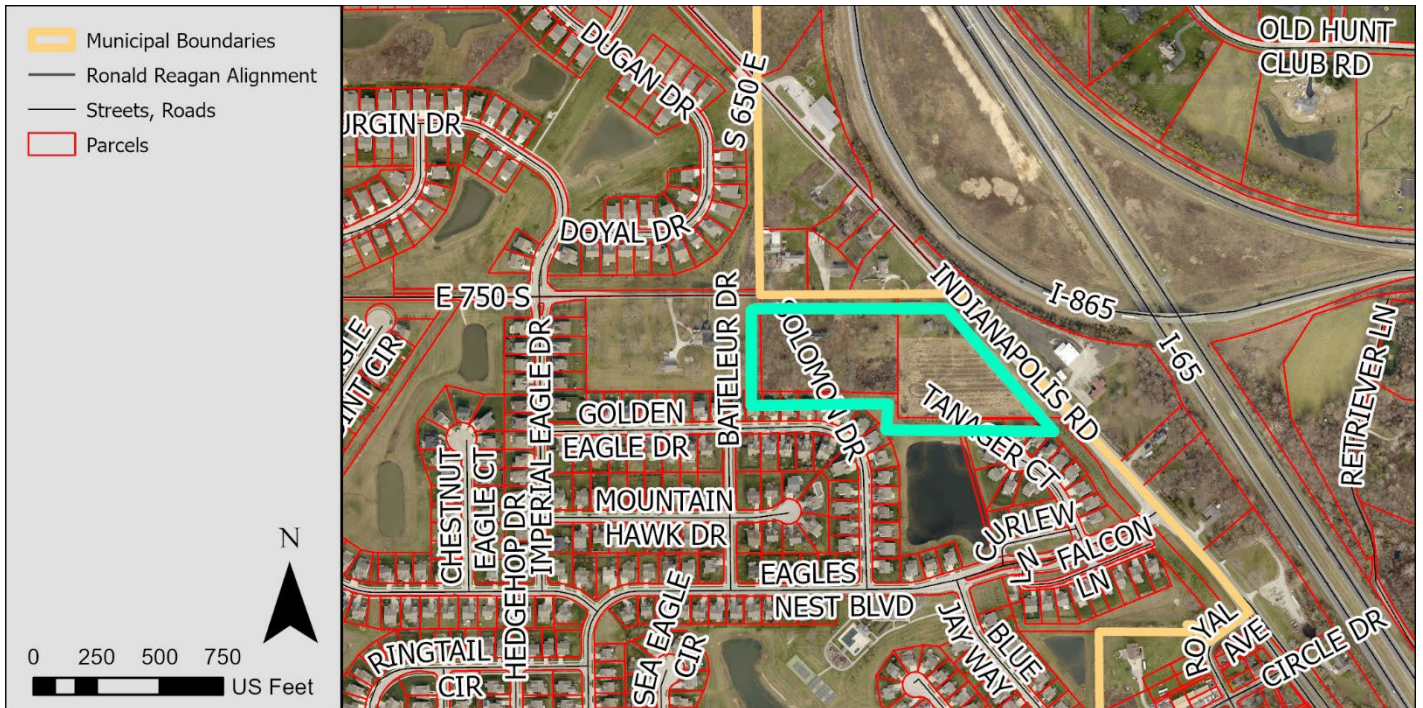 Municipal Boundaries
Ronald Reagan Alignment
Streets, Roads
Parcels
N
0 250 500 750
US Feet
DUGAN DR
S 650 E
OLD HUNT
CLUB RD
URGIN DR
DOYAL DR
E 750 S
BATELEUR DR
SOLOMON DR
INDIANAPOLIS RD
I-865
I-65
RETRIEVER LN
EAGLE
INT CIR
IMPERIAL EAGLE DR
GOLDEN
EAGLE DR
TANAGER CT
CHESTNUT
EAGLE CT
HEDGEHOP DR
MOUNTAIN
HAWK DR
CURLEW
LN
FALCON
LN
EAGLES
NEST BLVD
SEA EAGLE
CIR
RINGTAIL
CIR
BLUE
JAY WAY
ROYAL
AVE
CIRCLE DR